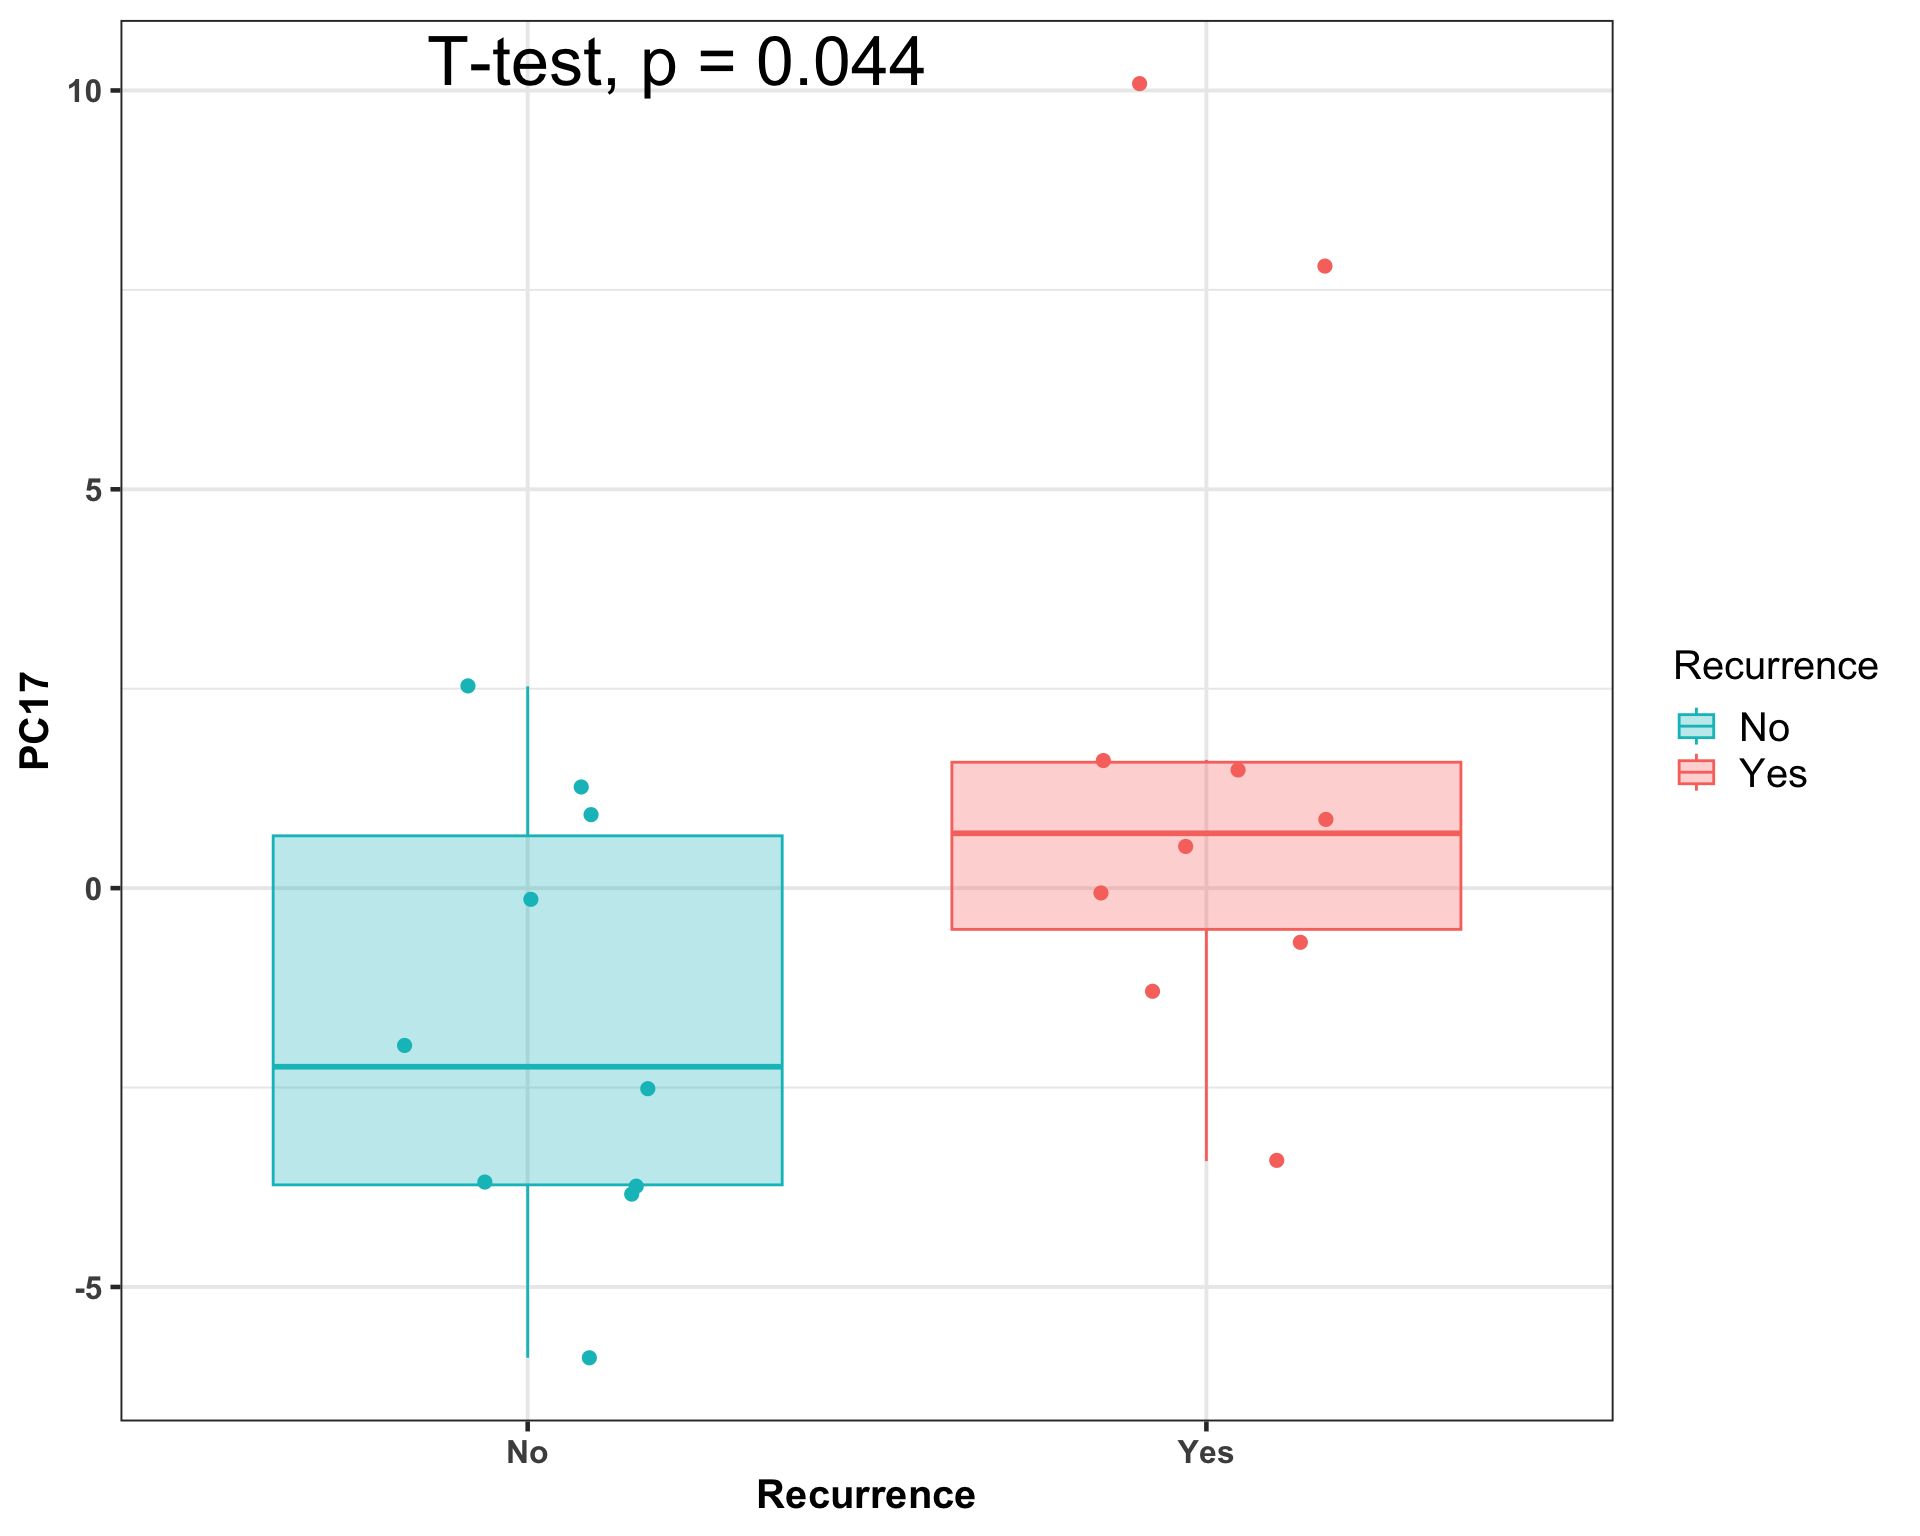 T-test, p = 0.044
10
5
0
-5
PC17
No
Yes
Recurrence
Recurrence
No
Yes